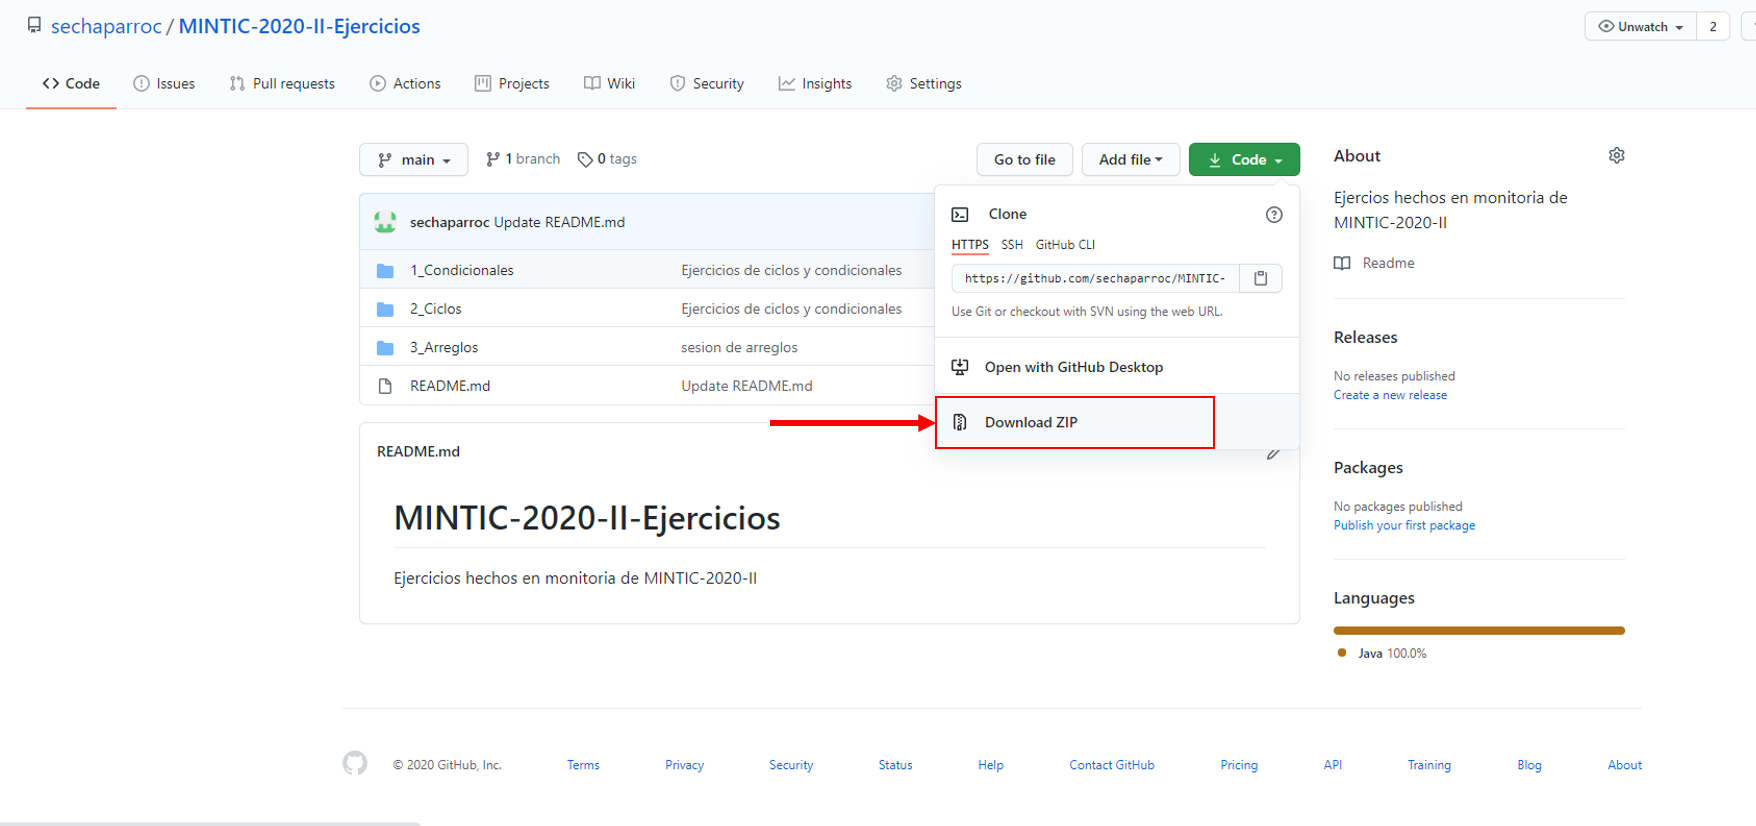 sechaparroc / MINTIC-2020-II-Ejercicios
Unwatch 2
Code Issues Pull requests Actions Projects Wiki Security Insights Settings
main 1 branch 0 tags Go to file Add file Code
About
Ejercios hechos en monitoria de
MINTIC-2020-II
Readme
sechaparroc Update README.md
1_Condicionales Ejercicios de ciclos y condicionales
2_Ciclos Ejercicios de ciclos y condicionales
3_Arreglos sesion de arreglos
README.md Update README.md
Clone
HTTPS SSH GitHub CLI
https://github.com/sechaparroc/MINTIC-
Use Git or checkout with SVN using the web URL.
Open with GitHub Desktop
Download ZIP
Releases
No releases published
Create a new release
Packages
No packages published
Publish your first package
Languages
Java 100.0%
README.md
MINTIC-2020-II-Ejercicios
Ejercicios hechos en monitoria de MINTIC-2020-II
© 2020 GitHub, Inc. Terms Privacy Security Status Help Contact GitHub Pricing API Training Blog About